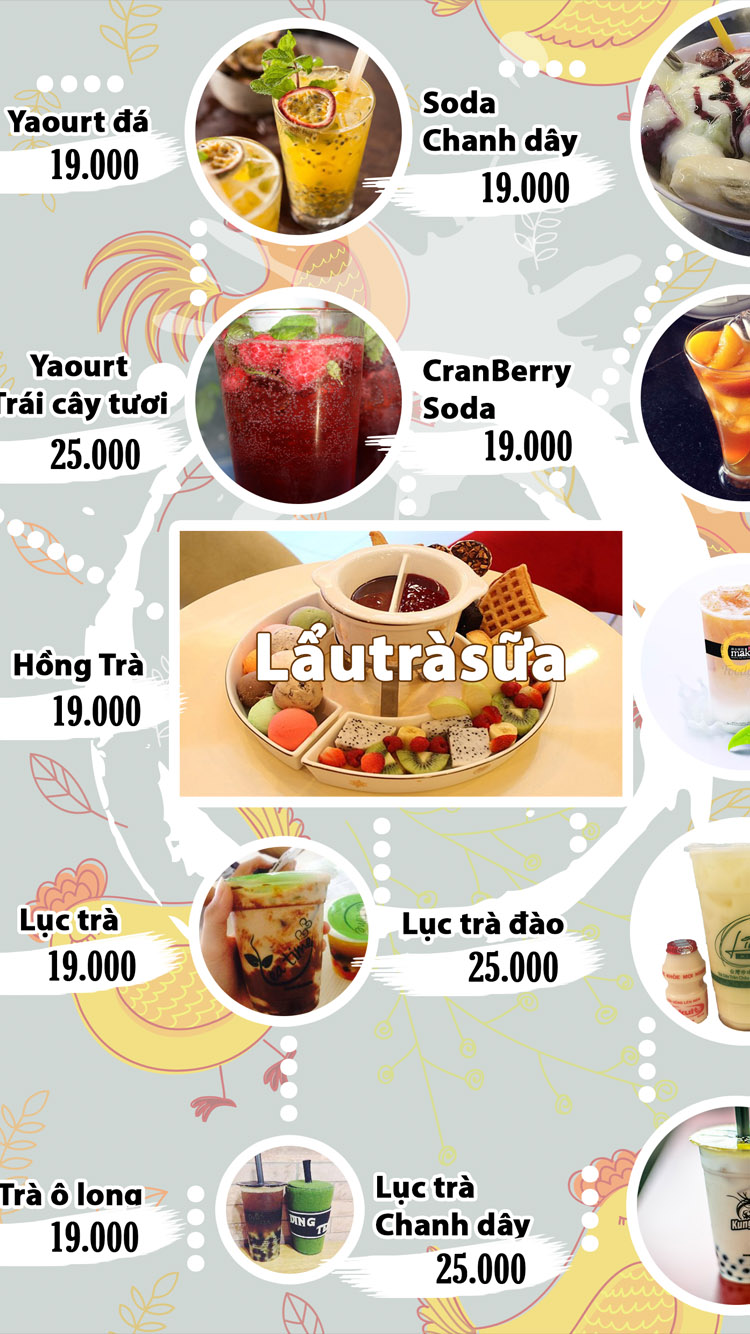 Yaourt đá
19.000
Soda
Chanh dây
19.000
Yaourt
Trái cây tươi
25.000
CranBerry
Soda
19.000
Hồng Trà
19.000
Lẩutràsữa
Lục trà
19.000
Lục trà đào
25.000
Trà ô long
19.000
Lục trà
Chanh dây
25.000